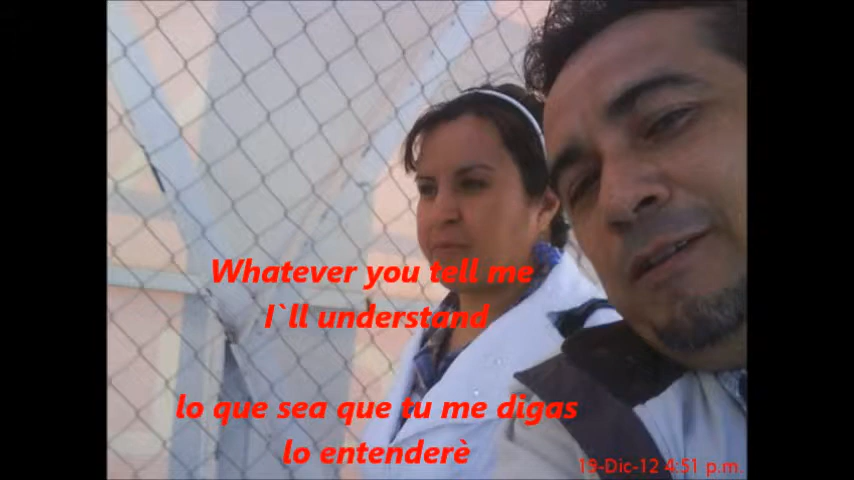 Whatever you tell me
I`ll understand
lo que sea que tu me digas
lo entenderè
19-Dic-12 4:51 p.m.